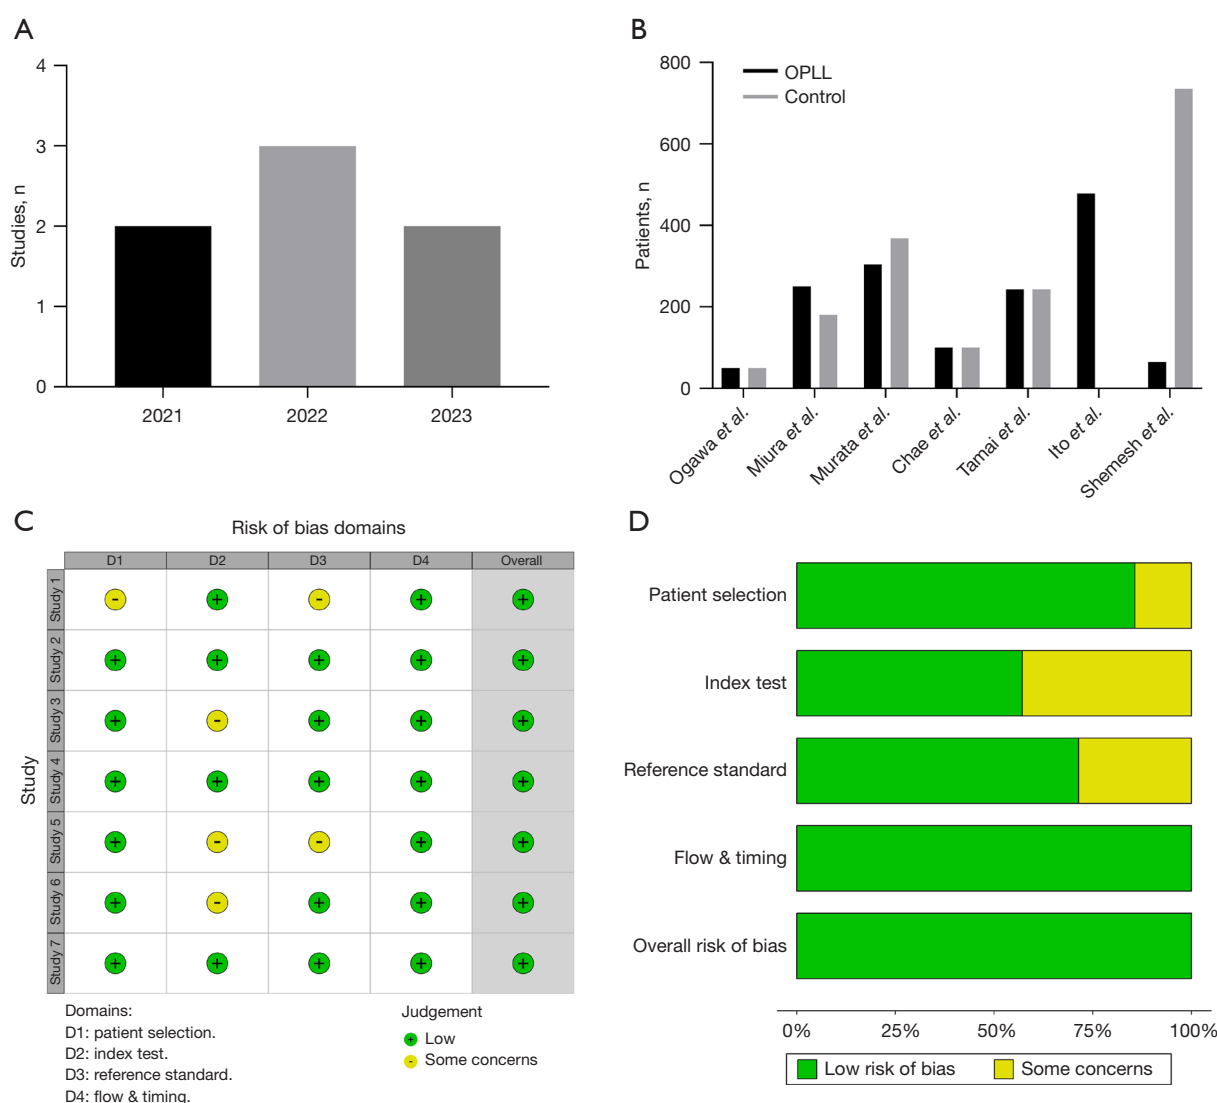 A
4
3
2
1
0
Studies, n
2021 2022 2023
B
800
600
400
200
0
Patients, n
OPLL
Control
Ogawa et al.
Miura et al.
Murata et al.
Chae et al.
Tamai et al.
Ito et al.
Shemesh et al.
C
Risk of bias domains
D1 D2 D3 D4 Overall
Study
Study 1 - + - + +
Study 2 + + + + +
Study 3 + - + + +
Study 4 + + + + +
Study 5 + - - + +
Study 6 + - + + +
Study 7 + + + + +
Domains:
D1: patient selection.
D2: index test.
D3: reference standard.
D4: flow & timing.
Judgement
+ Low
- Some concerns
D
Patient selection
Index test
Reference standard
Flow & timing
Overall risk of bias
0% 25% 50% 75% 100%
Low risk of bias Some concerns